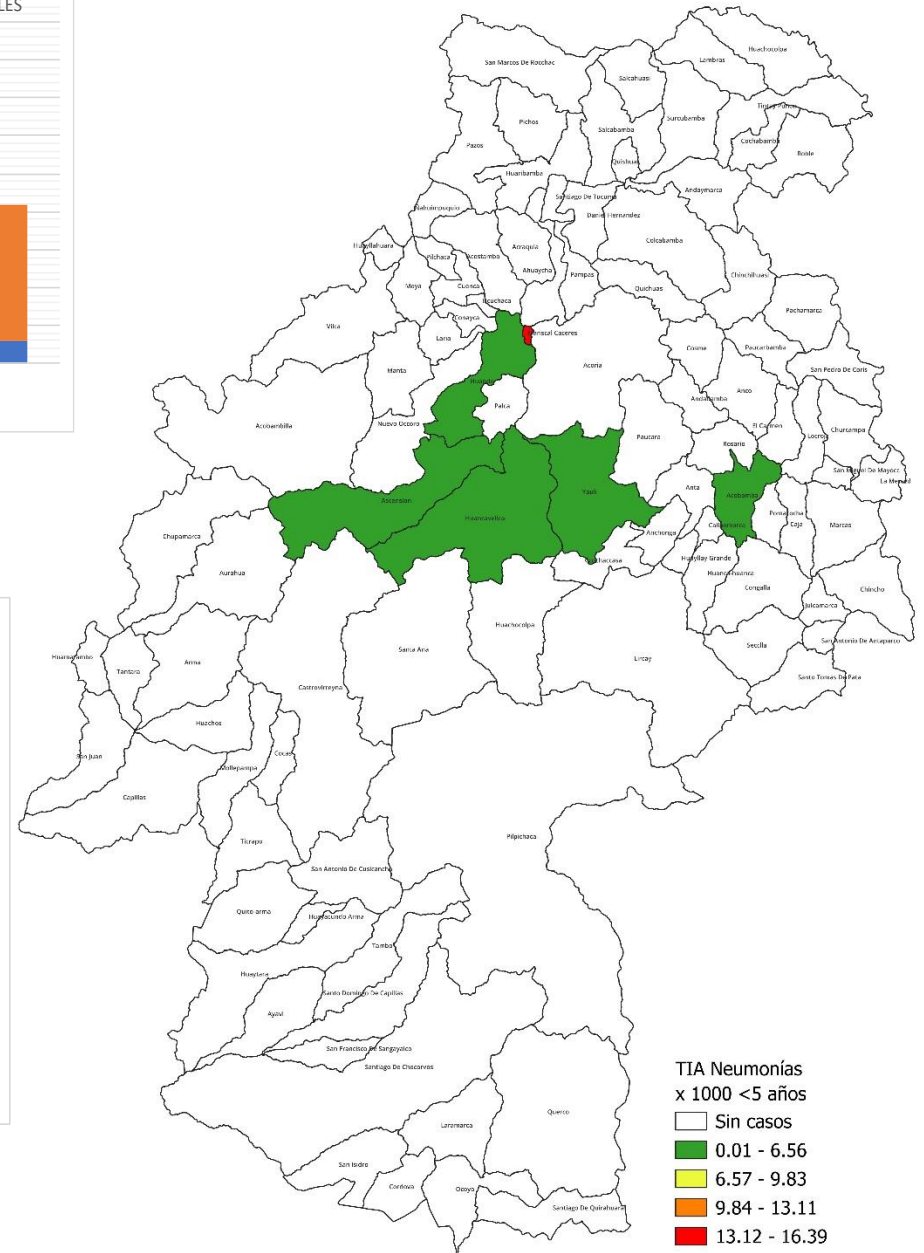 LES
Huachocolpa
San Marcos De Rocchac
Lambras
Salcahuasi
Tintay Puncu
Surcubamba
Pichos
Salcabamba
Cochabamba
Pazos
Roble
Quishuar
Huaribamba
Andaymarca
Santiago De Tucuma
Ñahuimpuquio
Daniel Hernandez
Colcabamba
Huayllahuara
Acraquia
Pilchaca
Acostambo
Ahuaycha
Pampas
Chinchihuasi
Moya
Cuenca
Quichuas
Izcuchaca
Pachamarca
Conayca
Vilca
Mariscal Caceres
Laria
Cosme
Paucarbamba
Acoria
Manta
San Pedro De Coris
Anco
Andabamba
Palca
Acobambilla
Nuevo Occoro
El Carmen
Churcampa
Paucara
Locroja
Rosario
San Miguel De Mayocc
La Merced
Anta
Yauli
Acobamba
Ascension
Huancavelica
Pomacocha
Caja
Marcas
Chupamarca
Anchonga
Ccochaccasa
Huayllay Grande
Aurahua
Congalla
Chincho
Julcamarca
Huachocolpa
Huamatambo
San Antonio De Antaparco
Arma
Santa Ana
Secclla
Tantara
Lircay
Santo Tomas De Pata
Castrovirreyna
Huachos
San Juan
Cocas
Mollepampa
Capillas
Pilpichaca
Ticrapo
San Antonio De Cusicancha
Quito-arma
Huayacundo Arma
Tambo
Huaytara
Santo Domingo De Capillas
Ayavi
San Francisco De Sangayaico
Santiago De Chocorvos
Querco
Laramarca
San Isidro
Cordova
Ocoyo
Santiago De Quirahuara
TIA Neumonías
x 1000 <5 años
Sin casos
0.01 - 6.56
6.57 - 9.83
9.84 - 13.11
13.12 - 16.39